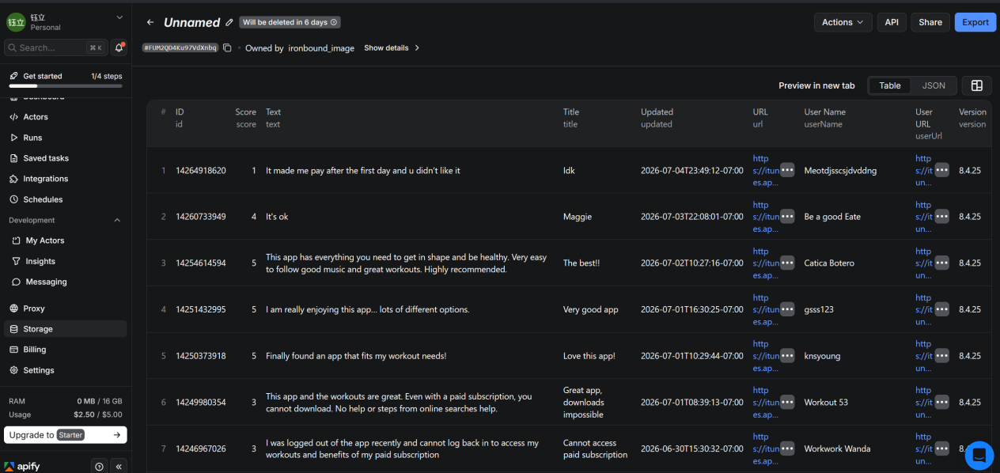 钰立
钰立
Personal
Search...
⌘ K
Get started 1/4 steps
Dashboard
Actors
Runs
Saved tasks
Integrations
Schedules
Development
My Actors
Insights
Messaging
Proxy
Storage
Billing
Settings
RAM 0 MB / 16 GB
Usage $2.50 / $5.00
Upgrade to Starter
apify
Unnamed Will be deleted in 6 days
Actions API Share Export
#FUM2QD4Ku97VdXnbq Owned by ironbound_image Show details
Preview in new tab Table JSON
# ID Score Text Title Updated URL User Name User URL Version
id score text title updated url userName userUrl version
1 14264918620 1 It made me pay after the first day and u didn't like it Idk 2026-07-04T23:49:12-07:00 https://itunes.ap... Meotdjsscsjdvddng https://itun... 8.4.25
2 14260733949 4 It's ok Maggie 2026-07-03T22:08:01-07:00 https://itunes.ap... Be a good Eate https://itun... 8.4.25
3 14254614594 5 This app has everything you need to get in shape and be healthy. Very easy
to follow good music and great workouts. Highly recommended. The best!! 2026-07-02T10:27:16-07:00 https://itunes.ap... Catica Botero https://itun... 8.4.25
4 14251432995 5 I am really enjoying this app... lots of different options. Very good app 2026-07-01T16:30:25-07:00 https://itunes.ap... gsss123 https://itun... 8.4.25
5 14250373918 5 Finally found an app that fits my workout needs! Love this app! 2026-07-01T10:29:44-07:00 https://itunes.ap... knsyoung https://itun... 8.4.25
6 14249980354 3 This app and the workouts are great. Even with a paid subscription, you
cannot download. No help or steps from online searches help. Great app,
downloads
impossible 2026-07-01T08:39:13-07:00 https://itunes.ap... Workout 53 https://itun... 8.4.25
7 14246967026 3 I was logged out of the app recently and cannot log back in to access my
workouts and benefits of my paid subscription Cannot access
paid subscription 2026-06-30T15:30:32-07:00 https://itunes.ap... Workwork Wanda https://itun...